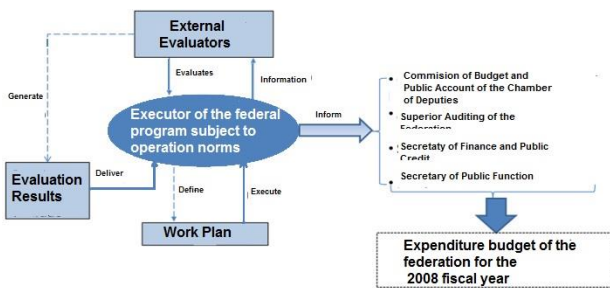 External
Evaluators
Evaluates
Information
Generate
Executor of the federal
program subject to
operation norms
Inform
Commision of Budget and
Public Account of the Chamber
of Deputies
Superior Auditing of the
Federation
Secretaty of Finance and Public
Credit
Secretary of Public Function
Evaluation
Results
Deliver
Define
Execute
Work Plan
Expenditure budget of the
federation for the
2008 fiscal year